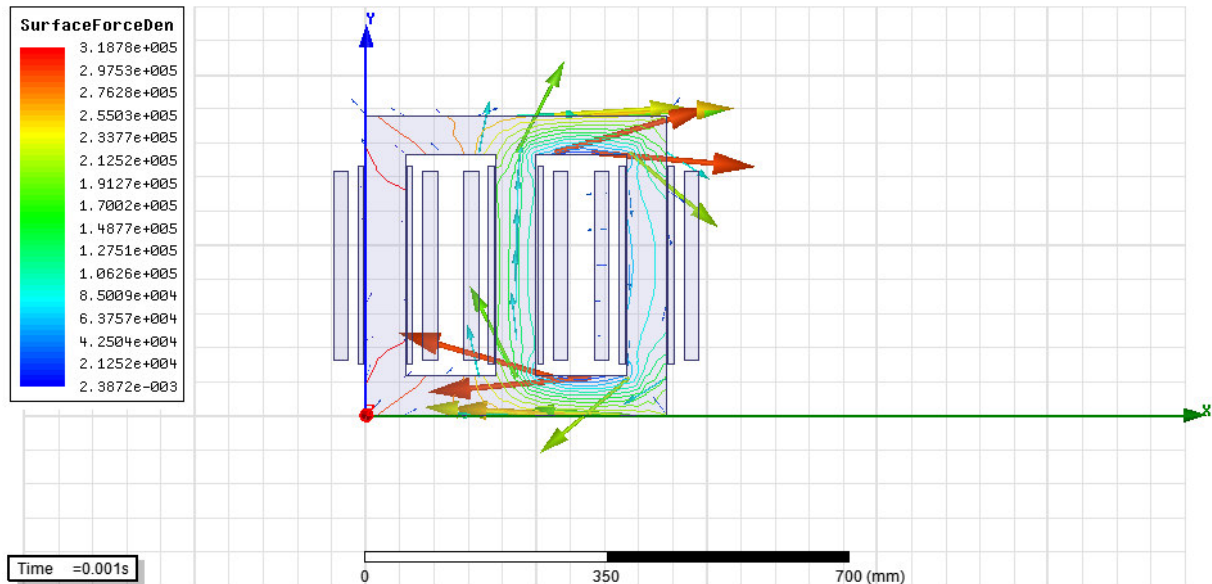 SurfaceForceDen
3.1878e+005
2.9753e+005
2.7628e+005
2.5503e+005
2.3377e+005
2.1252e+005
1.9127e+005
1.7002e+005
1.4877e+005
1.2751e+005
1.0626e+005
8.5009e+004
6.3757e+004
4.2504e+004
2.1252e+004
2.3872e-003
Y
X
Time =0.001s
0 350 700 (mm)